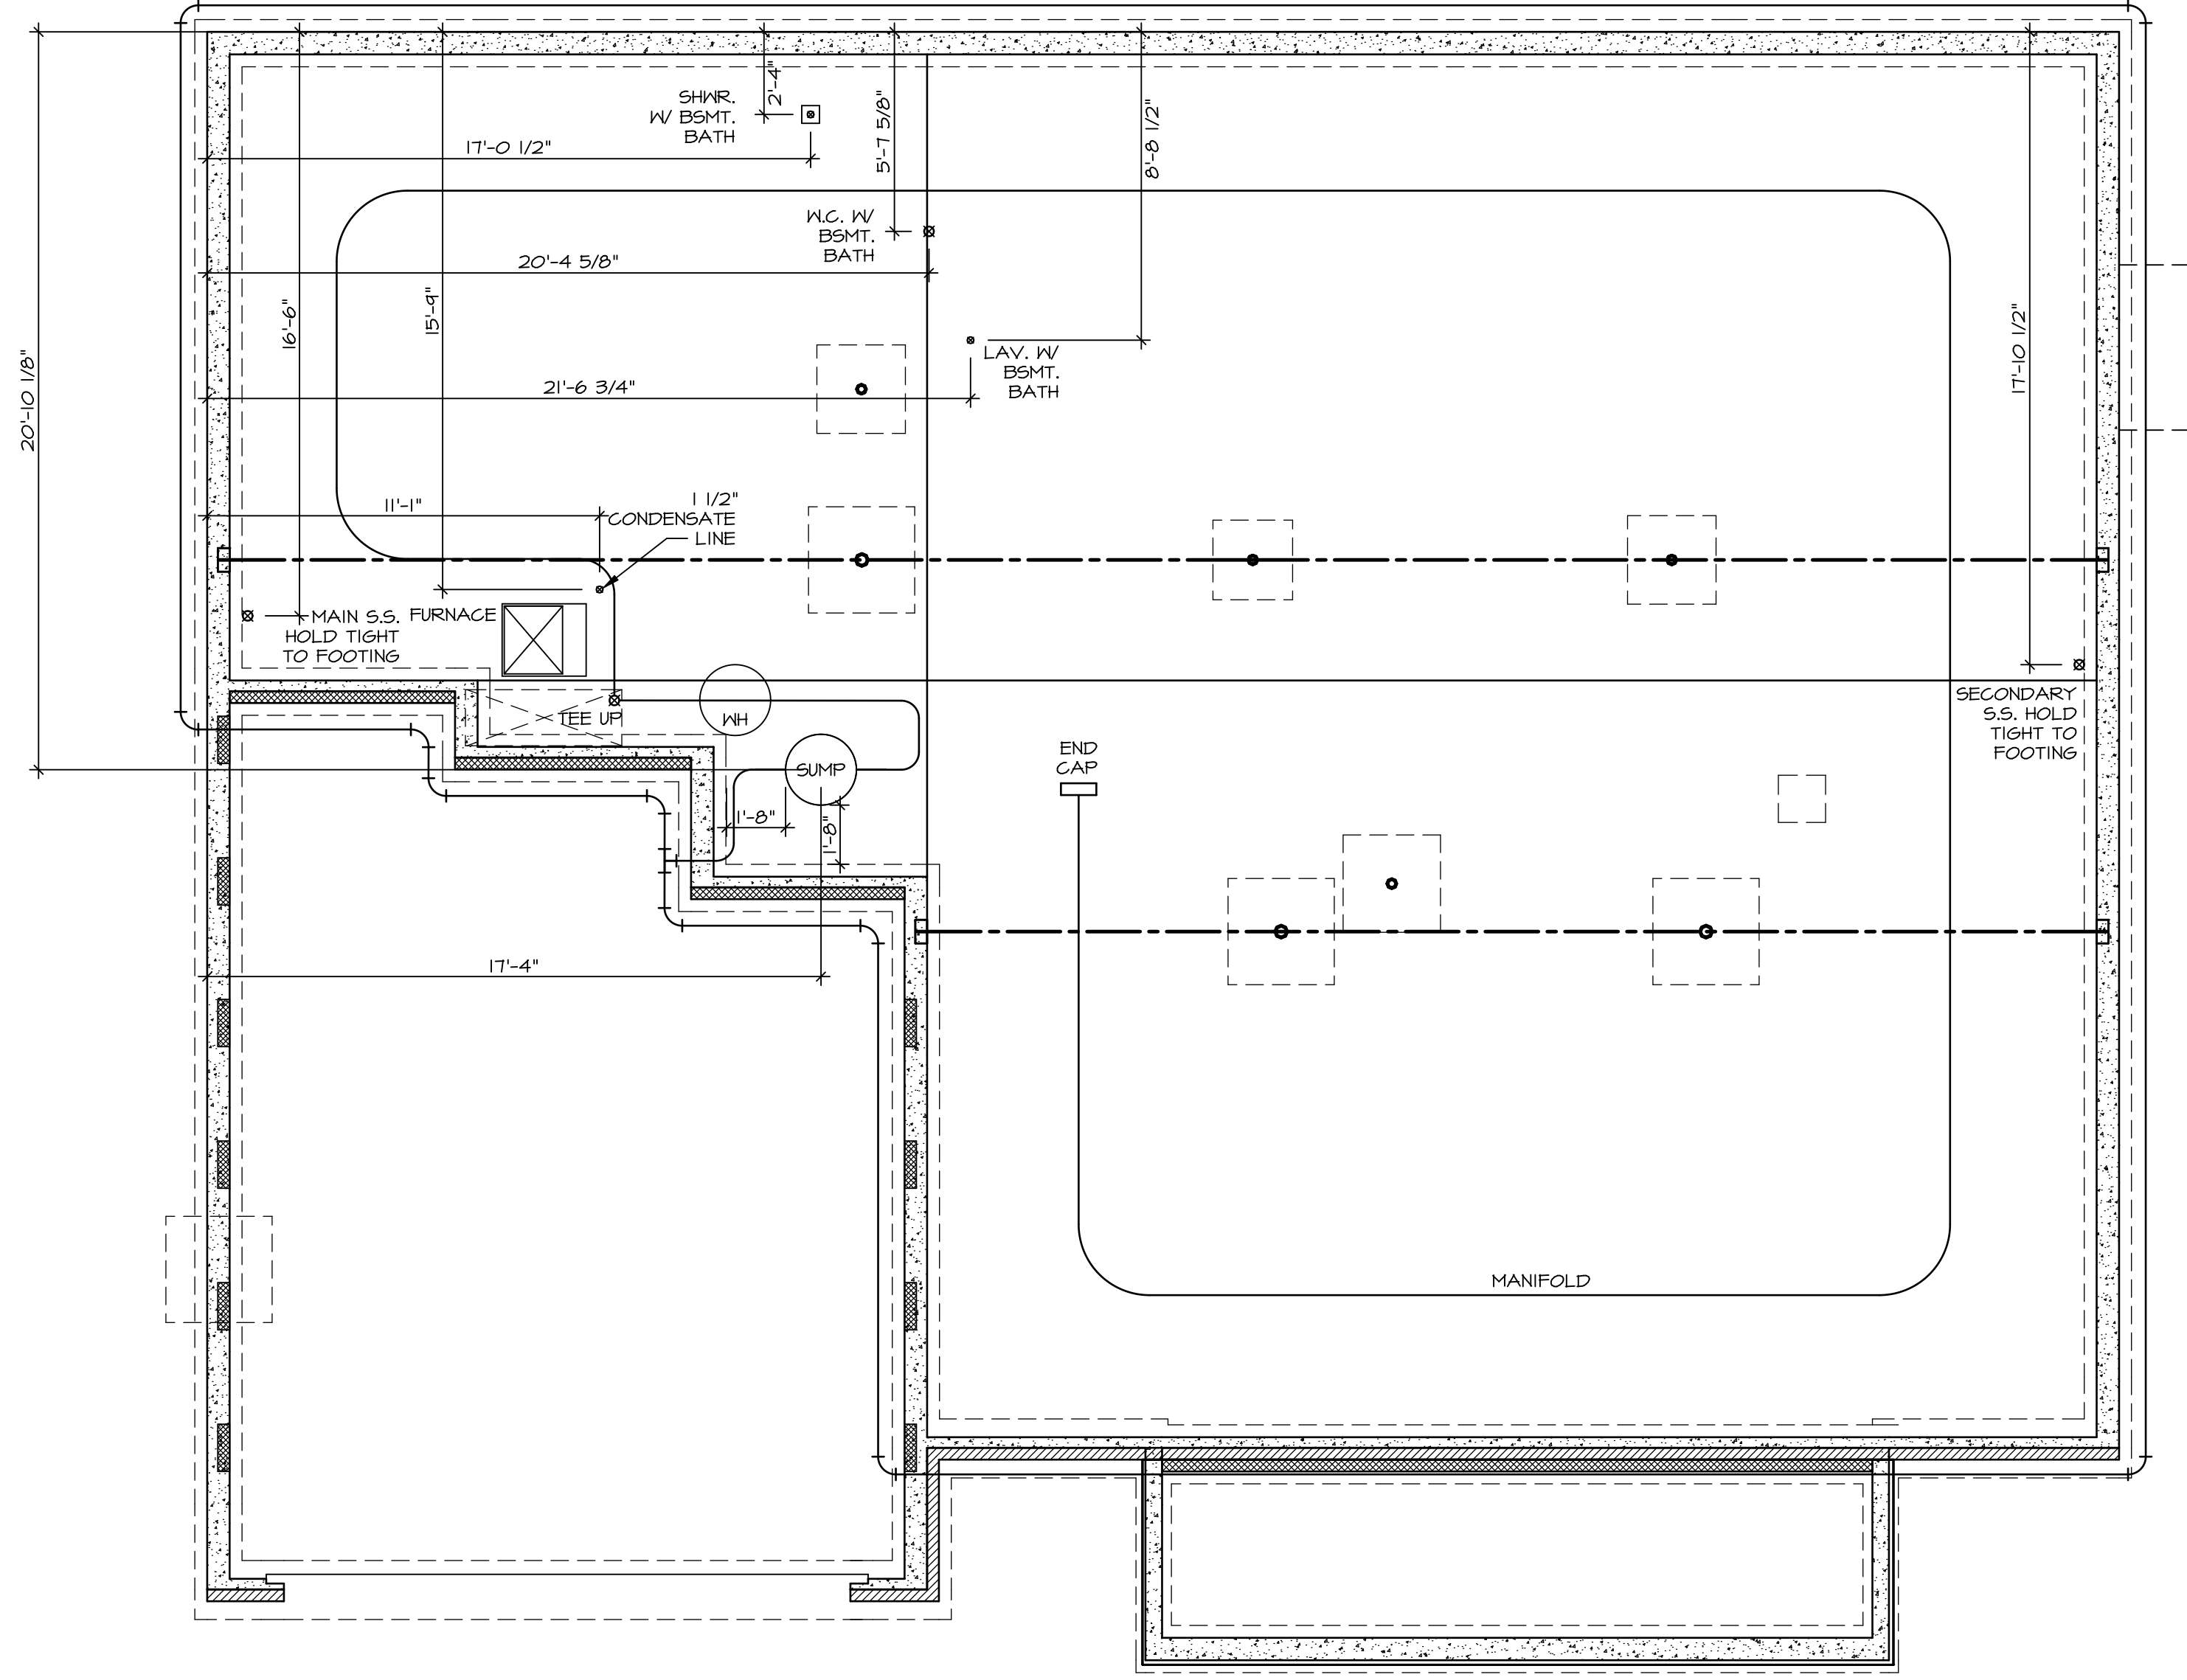 SHWR.
W/ BSMT.
BATH
2'-4"
17'-0 1/2"
5'-7 5/8"
8'-8 1/2"
W.C. W/
BSMT.
BATH
20'-4 5/8"
16'-6"
15'-9"
17'-10 1/2"
20'-10 1/8"
LAV. W/
BSMT.
BATH
21'-6 3/4"
11'-1"
1 1/2"
CONDENSATE
LINE
MAIN S.S.
HOLD TIGHT
TO FOOTING
FURNACE
TEE UP
WH
SUMP
END
CAP
SECONDARY
S.S. HOLD
TIGHT TO
FOOTING
1'-8"
1'-8"
17'-4"
MANIFOLD